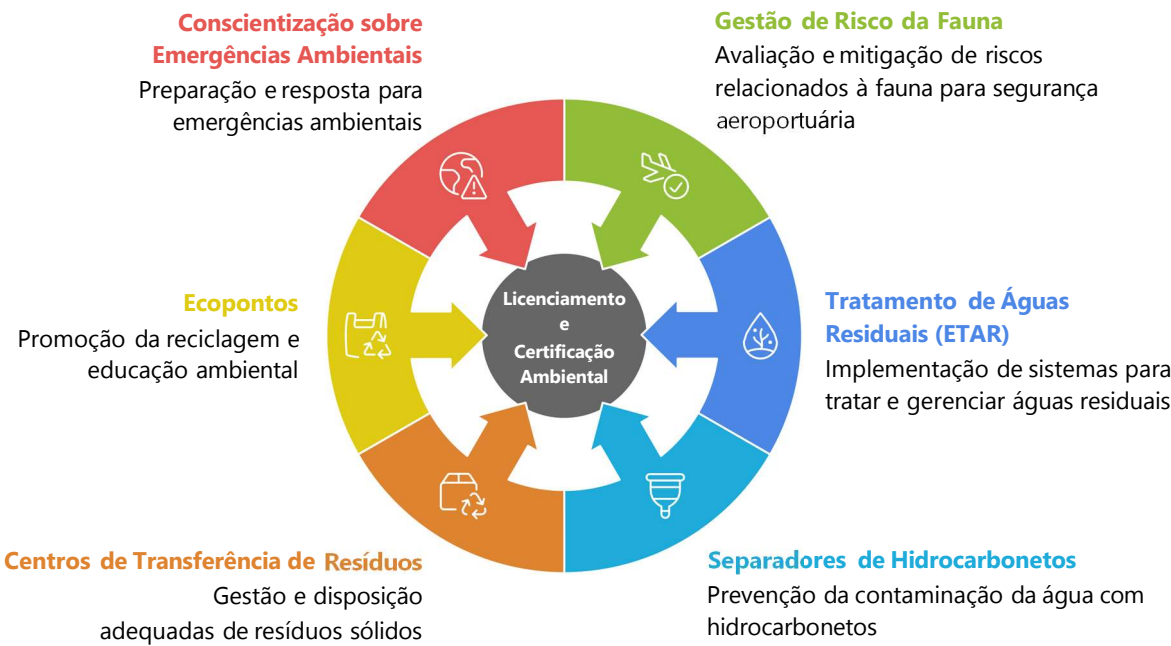 Conscientização sobre
Emergências Ambientais
Preparação e resposta para
emergências ambientais
Gestão de Risco da Fauna
Avaliação e mitigação de riscos
relacionados à fauna para segurança
aeroportuária
Ecopontos
Promoção da reciclagem e
educação ambiental
Licenciamento
e
Certificação
Ambiental
Tratamento de Águas
Residuais (ETAR)
Implementação de sistemas para
tratar e gerenciar águas residuais
Centros de Transferência de Resíduos
Gestão e disposição
adequadas de resíduos sólidos
Separadores de Hidrocarbonetos
Prevenção da contaminação da água com
hidrocarbonetos